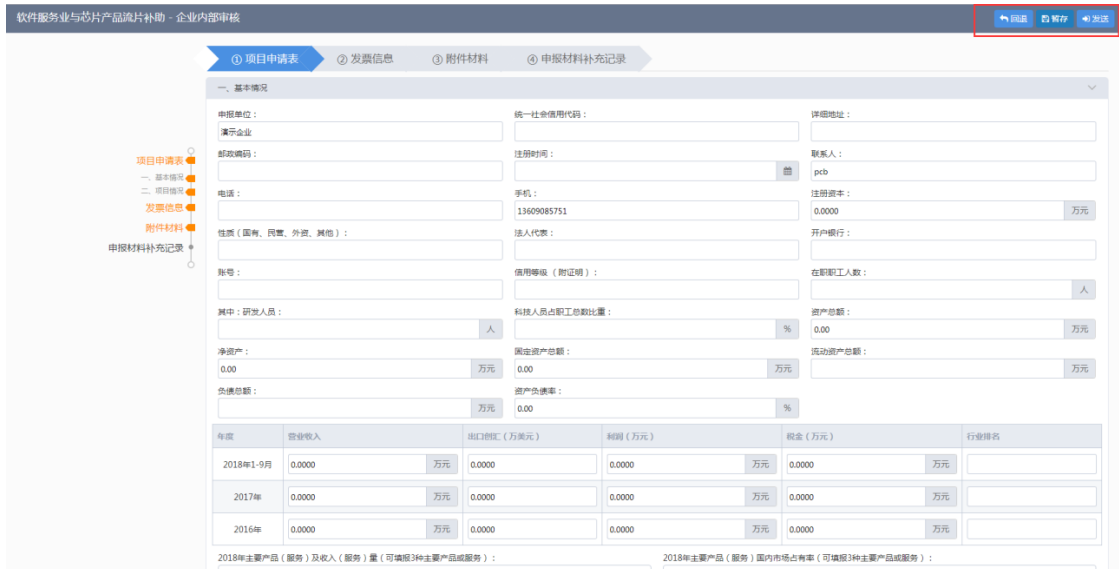 软件服务业与芯片产品流片补助 - 企业内部审核 回退 暂存 发送
① 项目申请表 ② 发票信息 ③ 附件材料 ④ 申报材料补充记录
项目申请表
一、基本情况
二、项目情况
发票信息
附件材料
申报材料补充记录
一、基本情况
申报单位： 统一社会信用代码： 详细地址：
演示企业
邮政编码： 注册时间： 联系人：
pcb
电话： 手机： 注册资本：
13609085751 0.0000 万元
性质（国有、民营、外资、其他）： 法人代表： 开户银行：
账号： 信用等级 （附证明）： 在职职工人数：
人
其中：研发人员： 科技人员占职工总数比重： 资产总额：
人 % 0.00 万元
净资产： 固定资产总额： 流动资产总额：
0.00 万元 0.00 万元 万元
负债总额： 资产负债率：
万元 0.00 %
年度 营业收入 出口创汇（万美元） 利润（万元） 税金（万元） 行业排名
2018年1-9月 0.0000 万元 0.0000 0.0000 万元 0.0000 万元
2017年 0.0000 万元 0.0000 0.0000 万元 0.0000 万元
2016年 0.0000 万元 0.0000 0.0000 万元 0.0000 万元
2018年主要产品（服务）及收入（服务）量（可填报3种主要产品或服务）： 2018年主要产品（服务）国内市场占有率（可填报3种主要产品或服务）：